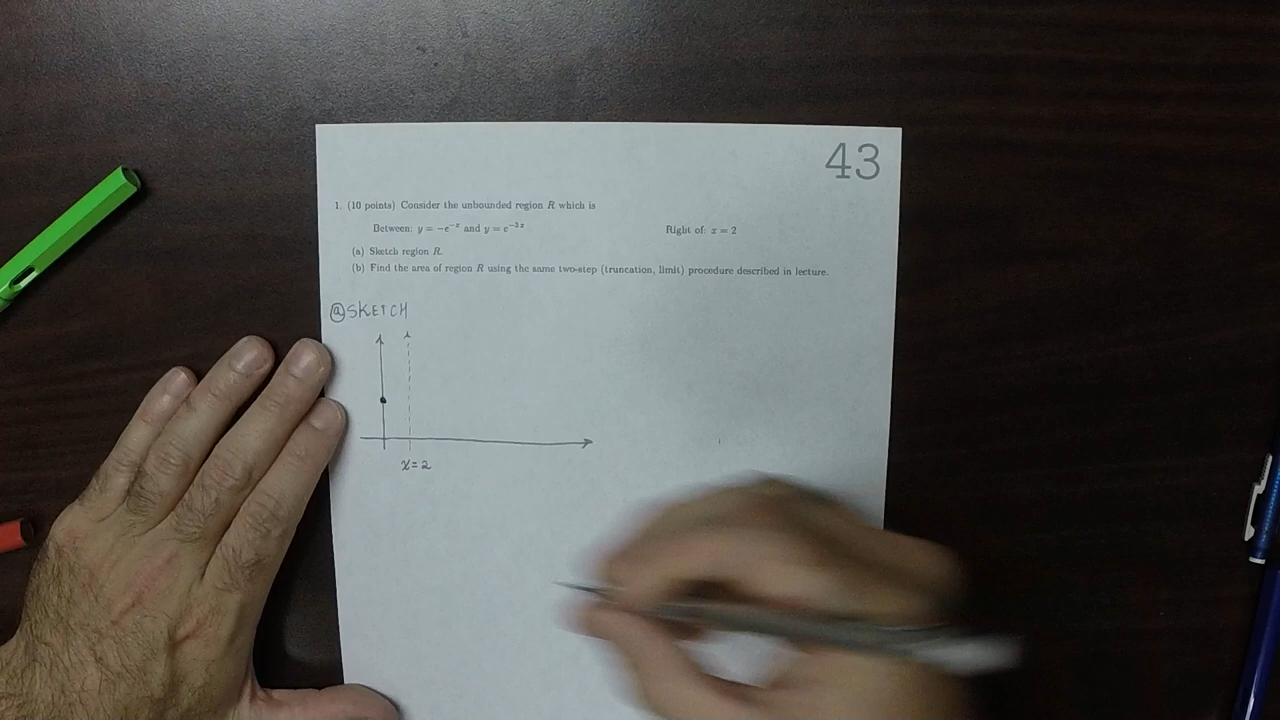 43
1. (10 points) Consider the unbounded region R which is
Between: y = −e⁻ˣ and y = e⁻³ˣ Right of: x = 2
(a) Sketch region R.
(b) Find the area of region R using the same two-step (truncation, limit) procedure described in lecture.
ⓐ SKETCH
x=2